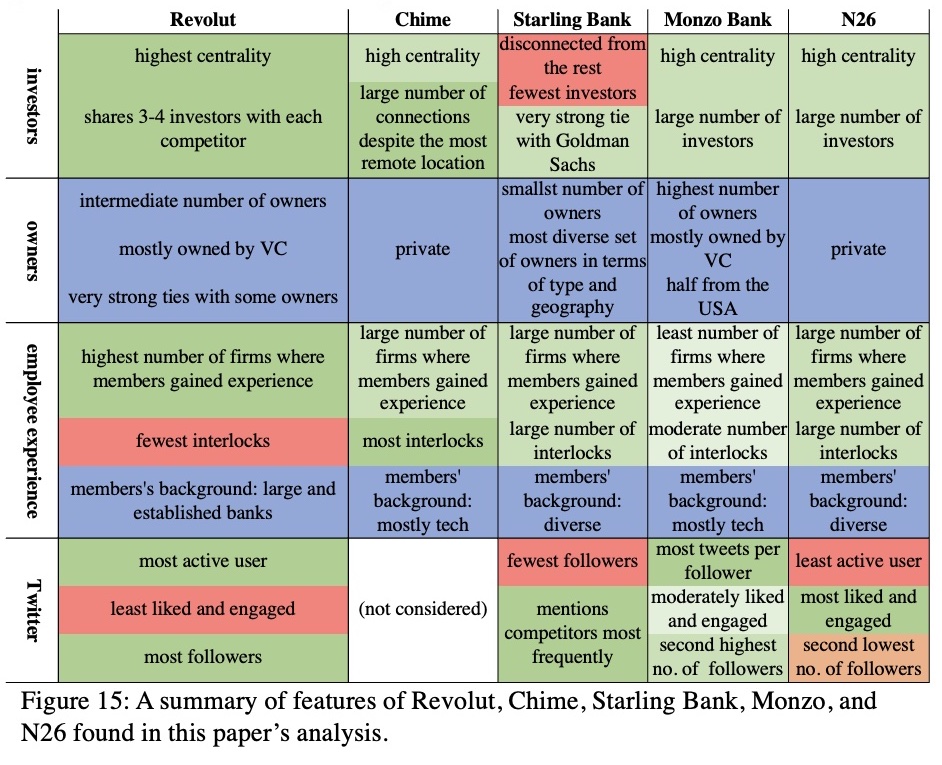 Revolut
Chime
Starling Bank
Monzo Bank
N26
investors
highest centrality
shares 3-4 investors with each
competitor
high centrality
large number of
connections
despite the most
remote location
disconnected from
the rest
fewest investors
very strong tie
with Goldman
Sachs
high centrality
large number of
investors
high centrality
large number of
investors
owners
intermediate number of owners
mostly owned by VC
very strong ties with some owners
private
smallst number of
owners
most diverse set
of owners in terms
of type and
geography
highest number
of owners
mostly owned by
VC
half from the
USA
private
employee experience
highest number of firms where
members gained experience
fewest interlocks
members's background: large and
established banks
large number of
firms where
members gained
experience
most interlocks
members'
background:
mostly tech
large number of
firms where
members gained
experience
large number of
interlocks
members'
background:
diverse
least number of
firms where
members gained
experience
moderate number
of interlocks
members'
background:
mostly tech
large number of
firms where
members gained
experience
large number of
interlocks
members'
background:
diverse
Twitter
most active user
least liked and engaged
most followers
(not considered)
fewest followers
mentions
competitors most
frequently
most tweets per
follower
moderately liked
and engaged
second highest
no. of followers
least active user
most liked and
engaged
second lowest
no. of followers
Figure 15: A summary of features of Revolut, Chime, Starling Bank, Monzo, and
N26 found in this paper's analysis.